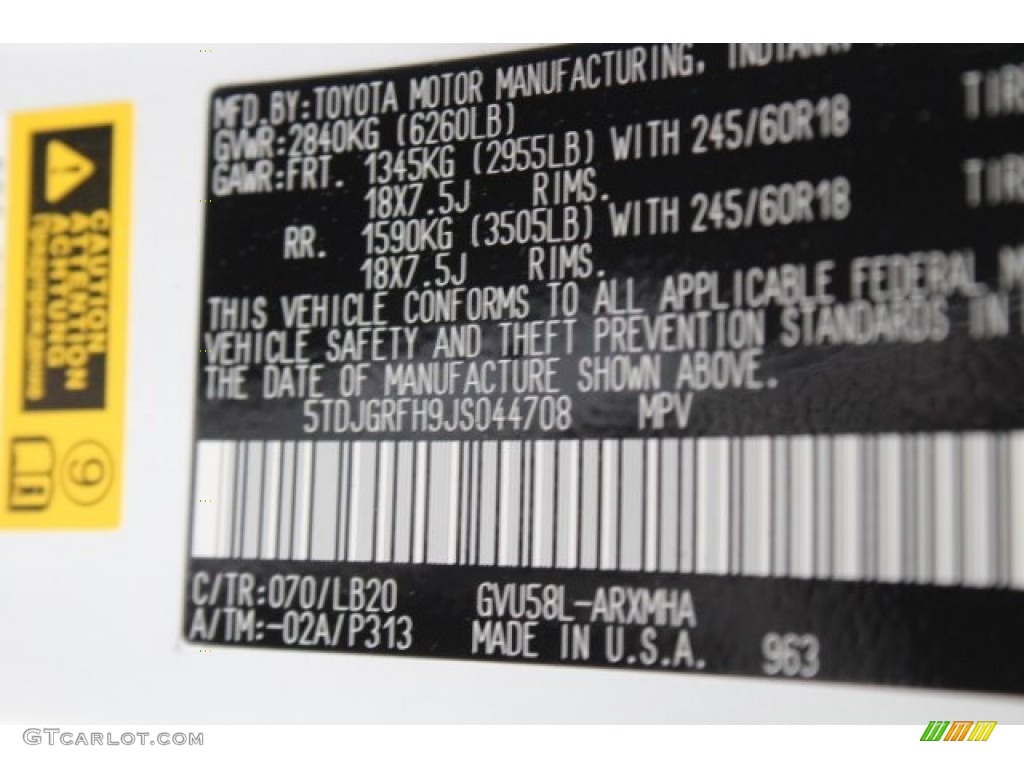 MFD.BY:TOYOTA MOTOR MANUFACTURING, INDIANA,
GVWR:2840KG (6260LB)
GAWR:FRT. 1345KG (2955LB) WITH 245/60R18 TIRE
18X7.5J RIMS.
RR. 1590KG (3505LB) WITH 245/60R18 TIR
18X7.5J RIMS.
THIS VEHICLE CONFORMS TO ALL APPLICABLE FEDERAL M
VEHICLE SAFETY AND THEFT PREVENTION STANDARDS IN
THE DATE OF MANUFACTURE SHOWN ABOVE.
5TDJGRFH9JS044708 MPV
C/TR:070/LB20 GVU58L-ARXMHA
A/TM:-02A/P313 MADE IN U.S.A. 963
CAUTION
ATTENTION
ACHTUNG
9
GTCARLOT.COM